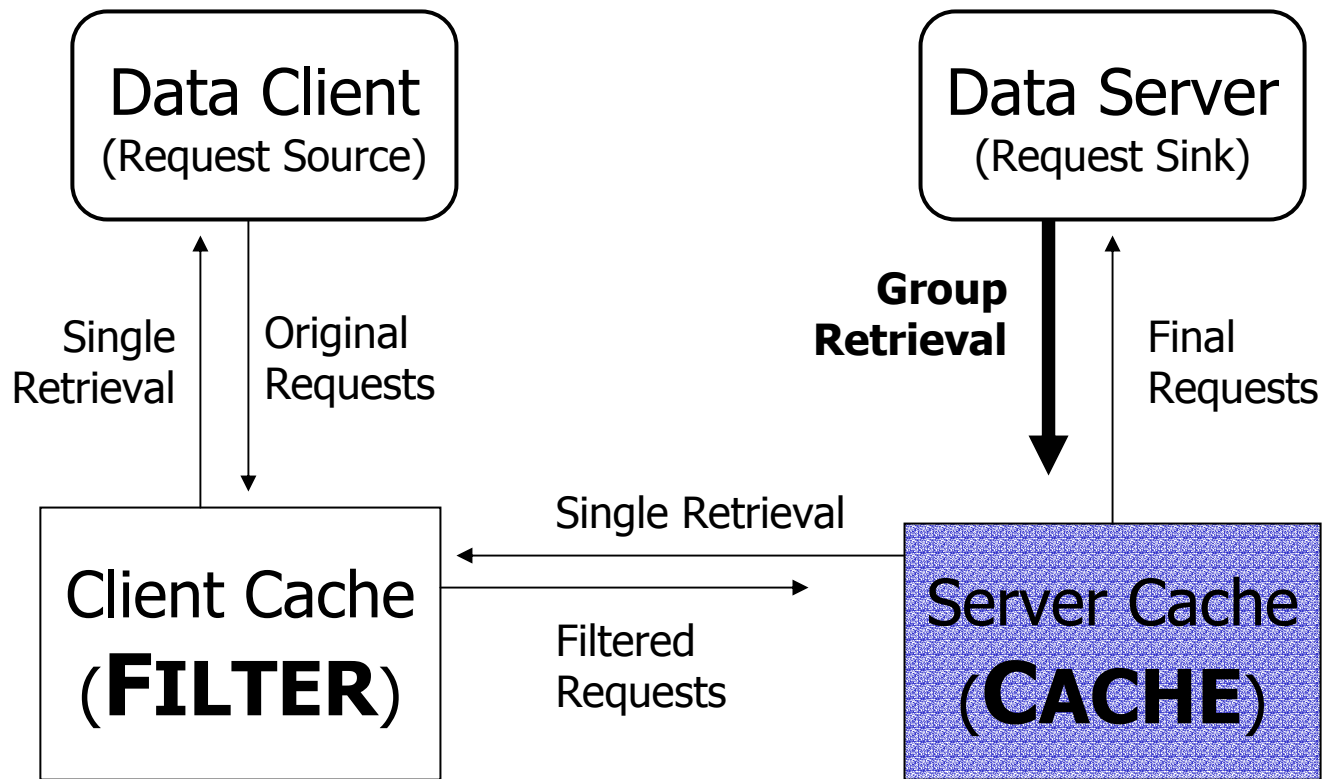 Data Client
(Request Source)
Data Server
(Request Sink)
Single
Retrieval
Original
Requests
Group
Retrieval
Final
Requests
Single Retrieval
Filtered
Requests
Client Cache
(FILTER)
Server Cache
(CACHE)